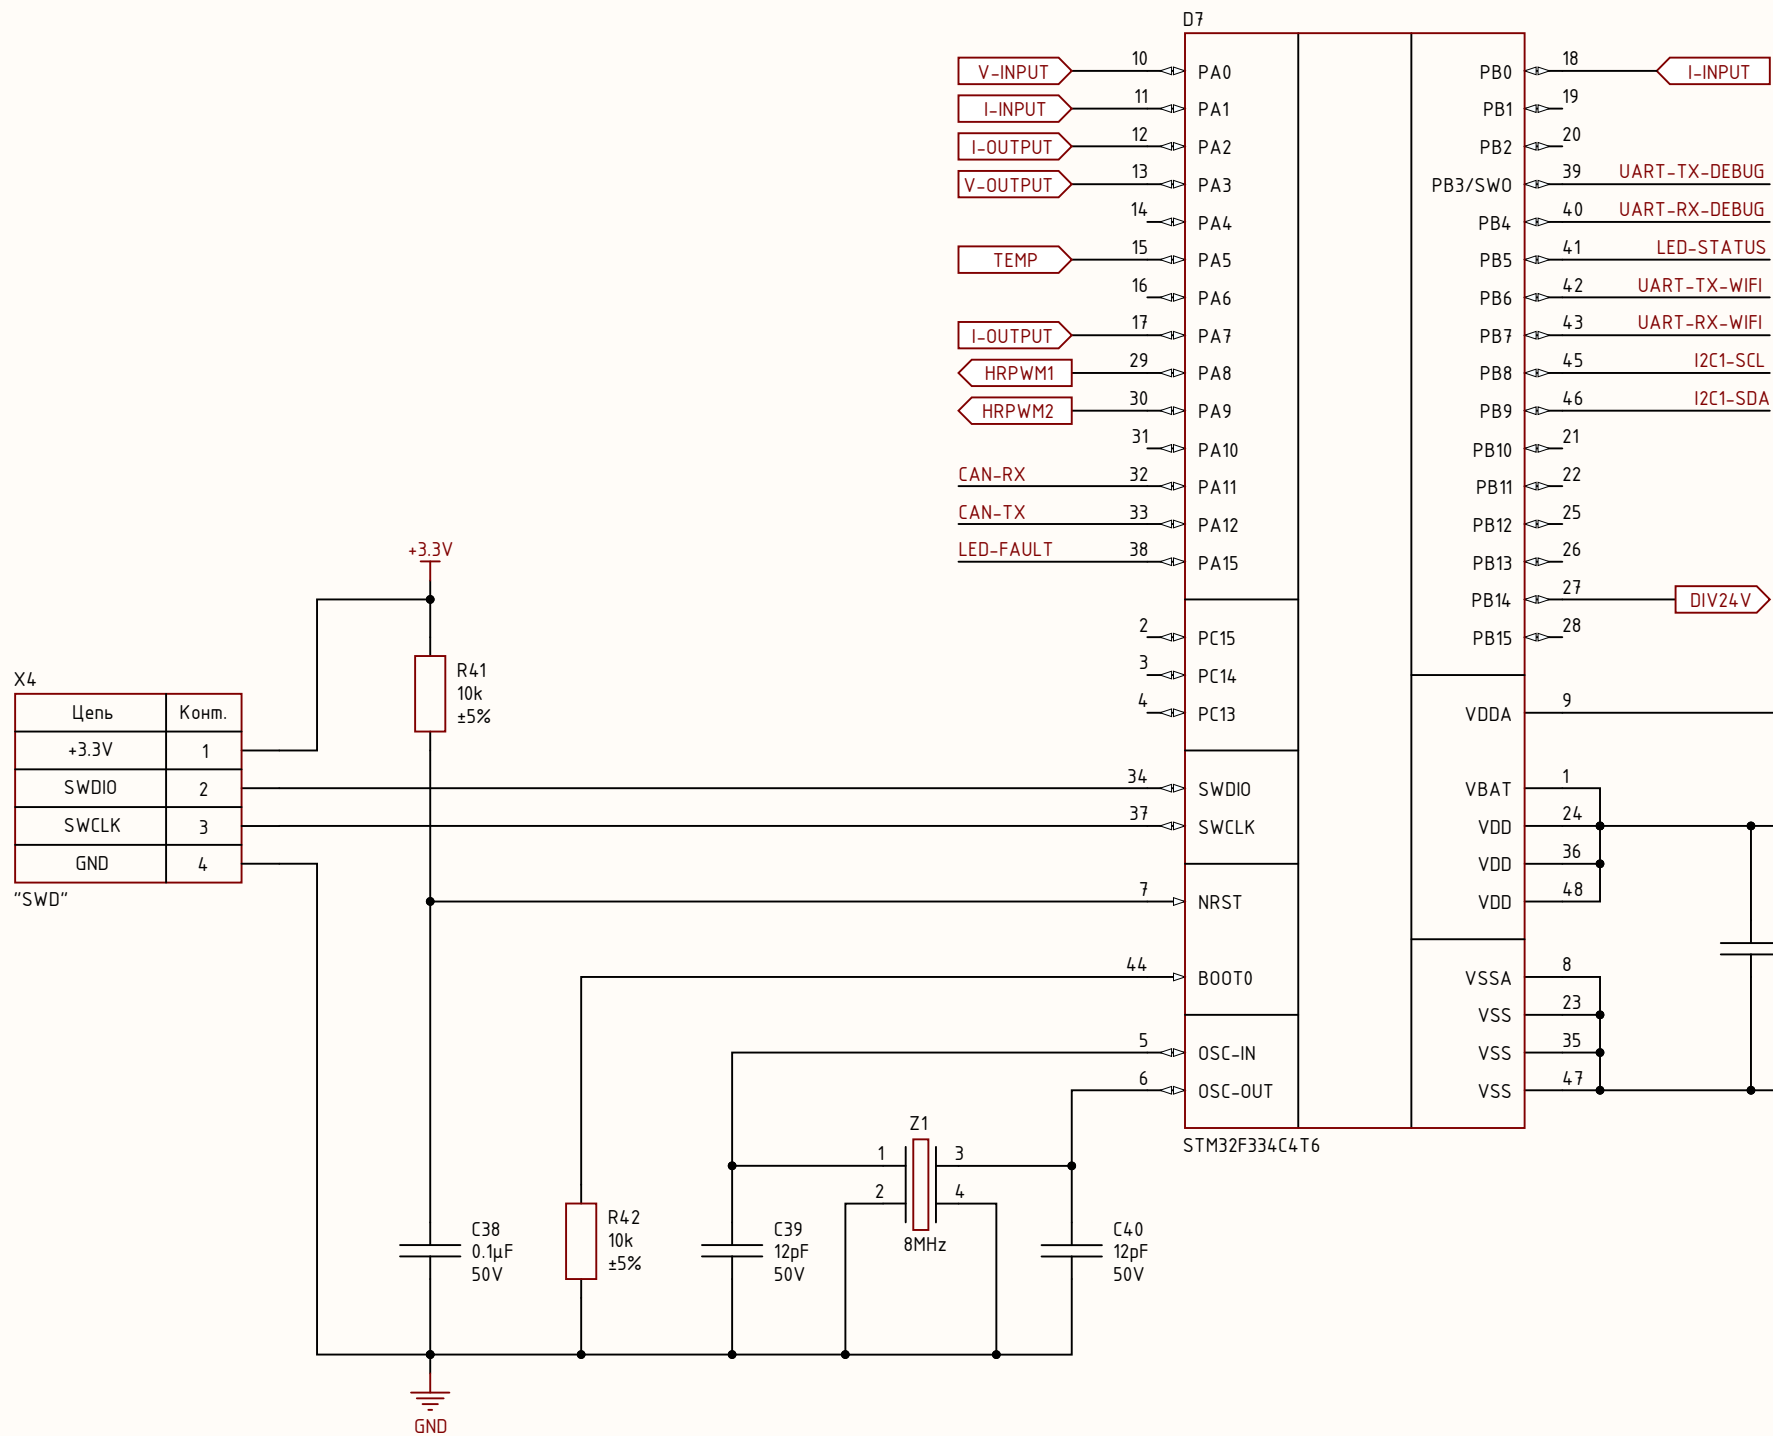 D7
V-INPUT 10 PA0
I-INPUT 11 PA1
I-OUTPUT 12 PA2
V-OUTPUT 13 PA3
14 PA4
TEMP 15 PA5
16 PA6
I-OUTPUT 17 PA7
HRPWM1 29 PA8
HRPWM2 30 PA9
31 PA10
CAN-RX 32 PA11
CAN-TX 33 PA12
LED-FAULT 38 PA15
2 PC15
3 PC14
4 PC13
34 SWDIO
37 SWCLK
7 NRST
44 BOOT0
5 OSC-IN
6 OSC-OUT
PB0 18 I-INPUT
PB1 19
PB2 20
PB3/SWO 39 UART-TX-DEBUG
PB4 40 UART-RX-DEBUG
PB5 41 LED-STATUS
PB6 42 UART-TX-WIFI
PB7 43 UART-RX-WIFI
PB8 45 I2C1-SCL
PB9 46 I2C1-SDA
PB10 21
PB11 22
PB12 25
PB13 26
PB14 27 DIV24V
PB15 28
VDDA 9
VBAT 1
VDD 24
VDD 36
VDD 48
VSSA 8
VSS 23
VSS 35
VSS 47
STM32F334C4T6
+3.3V
R41
10k
±5%
X4
Цепь Конт.
+3.3V 1
SWDIO 2
SWCLK 3
GND 4
"SWD"
C38
0.1µF
50V
R42
10k
±5%
C39
12pF
50V
Z1
1 3
2 4
8MHz
C40
12pF
50V
GND